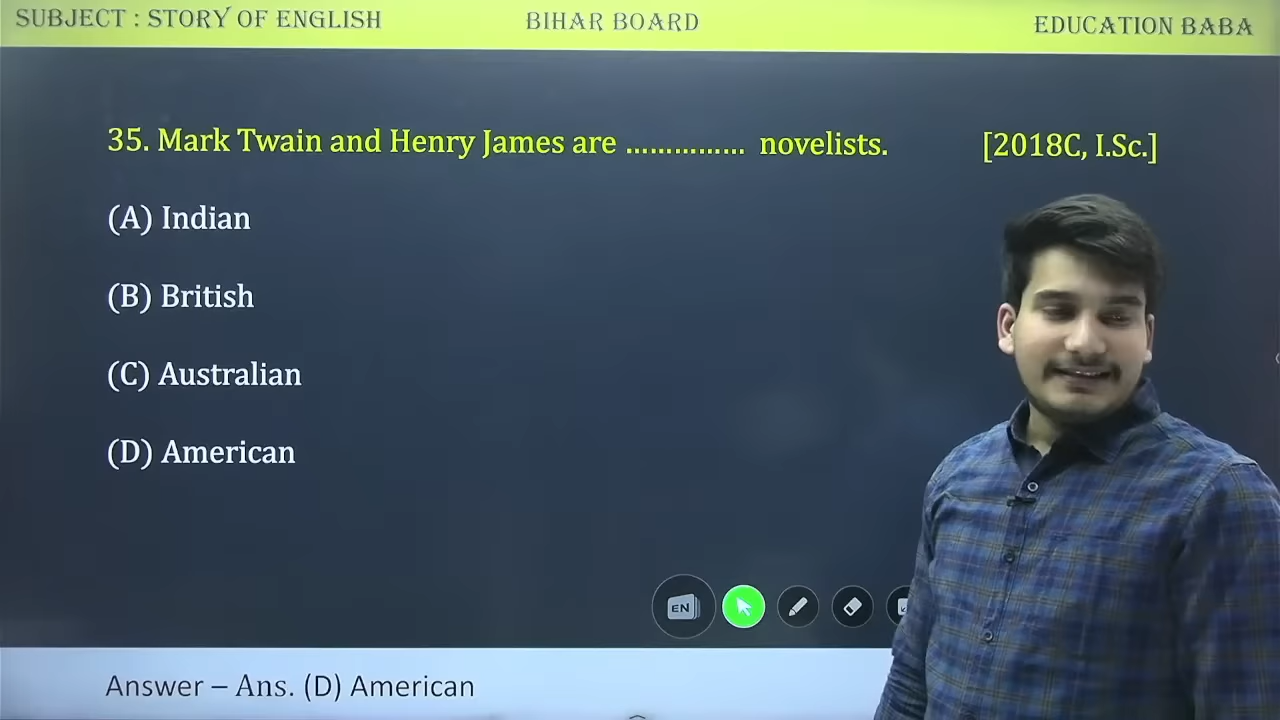 SUBJECT : STORY OF ENGLISH BIHAR BOARD EDUCATION BABA
35. Mark Twain and Henry James are ............... novelists. [2018C, I.Sc.]
(A) Indian
(B) British
(C) Australian
(D) American
EN
Answer – Ans. (D) American